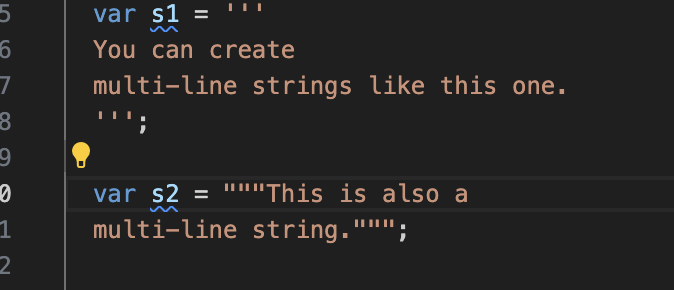 5 var s1 = '''
6 You can create
7 multi-line strings like this one.
8 ''';
9
0 var s2 = """This is also a
1 multi-line string.""";
2